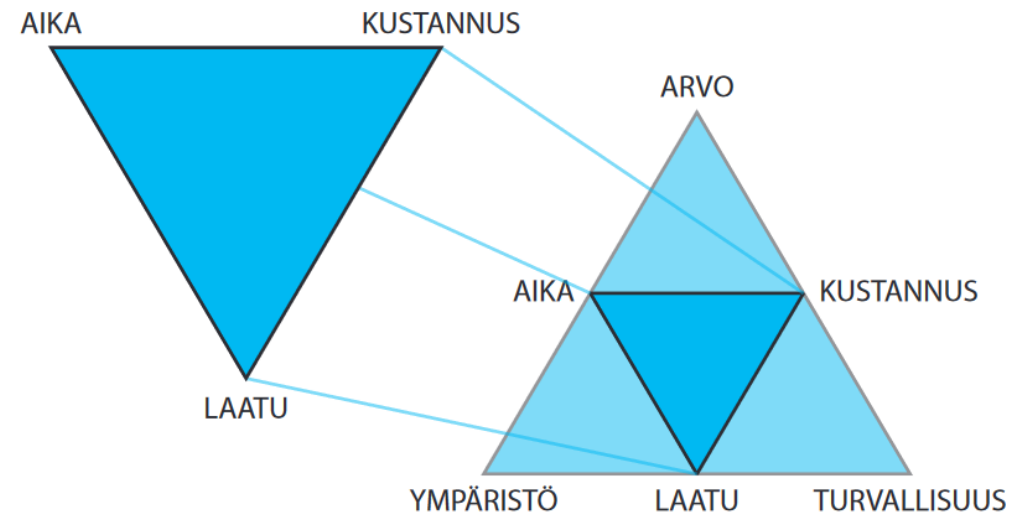 AIKA
KUSTANNUS
LAATU
ARVO
AIKA
KUSTANNUS
YMPÄRISTÖ
LAATU
TURVALLISUUS